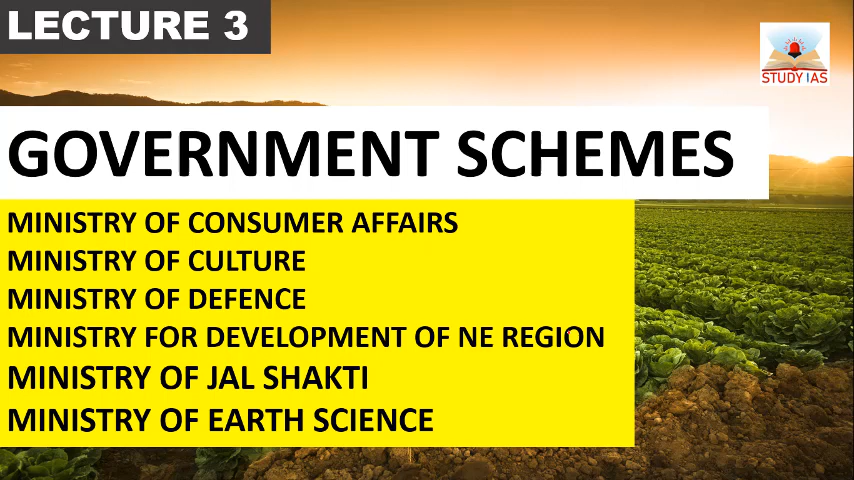 LECTURE 3
STUDY IAS
GOVERNMENT SCHEMES
MINISTRY OF CONSUMER AFFAIRS
MINISTRY OF CULTURE
MINISTRY OF DEFENCE
MINISTRY FOR DEVELOPMENT OF NE REGION
MINISTRY OF JAL SHAKTI
MINISTRY OF EARTH SCIENCE